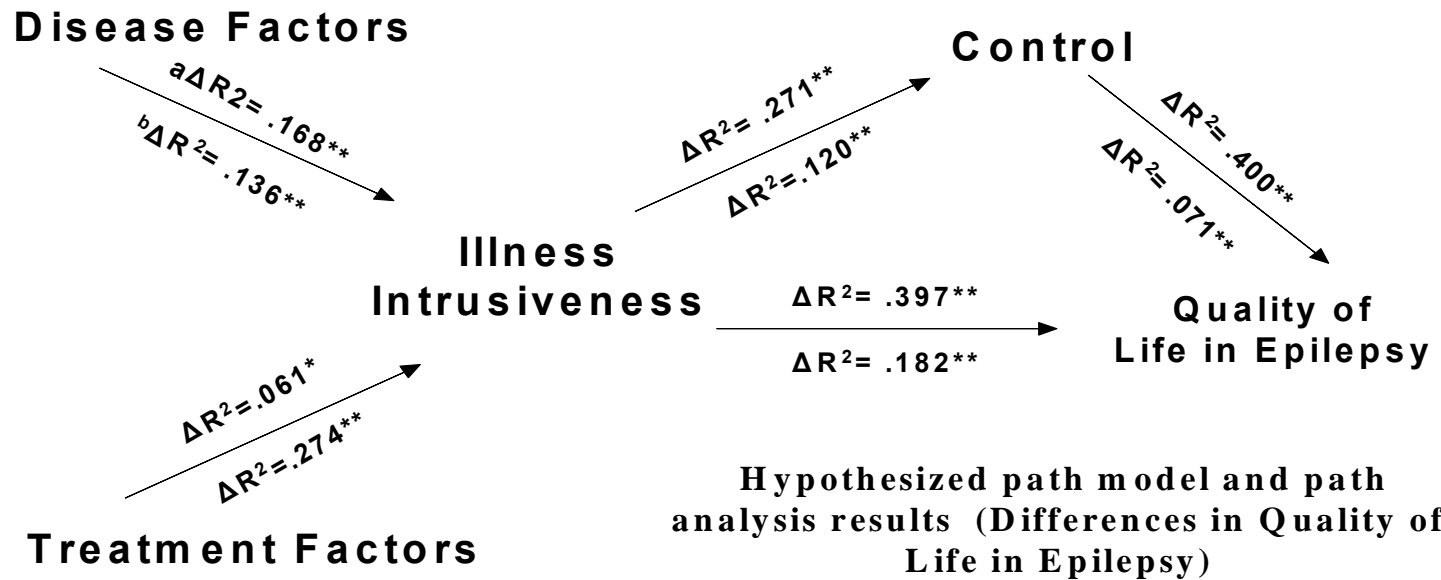 Disease Factors
aΔR2= .168**
ᵇΔR²= .136**
ΔR²= .271**
ΔR²=.120**
Control
ΔR²=.400**
ΔR²=.071**
Illness
Intrusiveness
ΔR²= .397**
ΔR²= .182**
Quality of
Life in Epilepsy
ΔR²=.061*
ΔR²=.274**
Treatment Factors
Hypothesized path model and path
analysis results (Differences in Quality of
Life in Epilepsy)